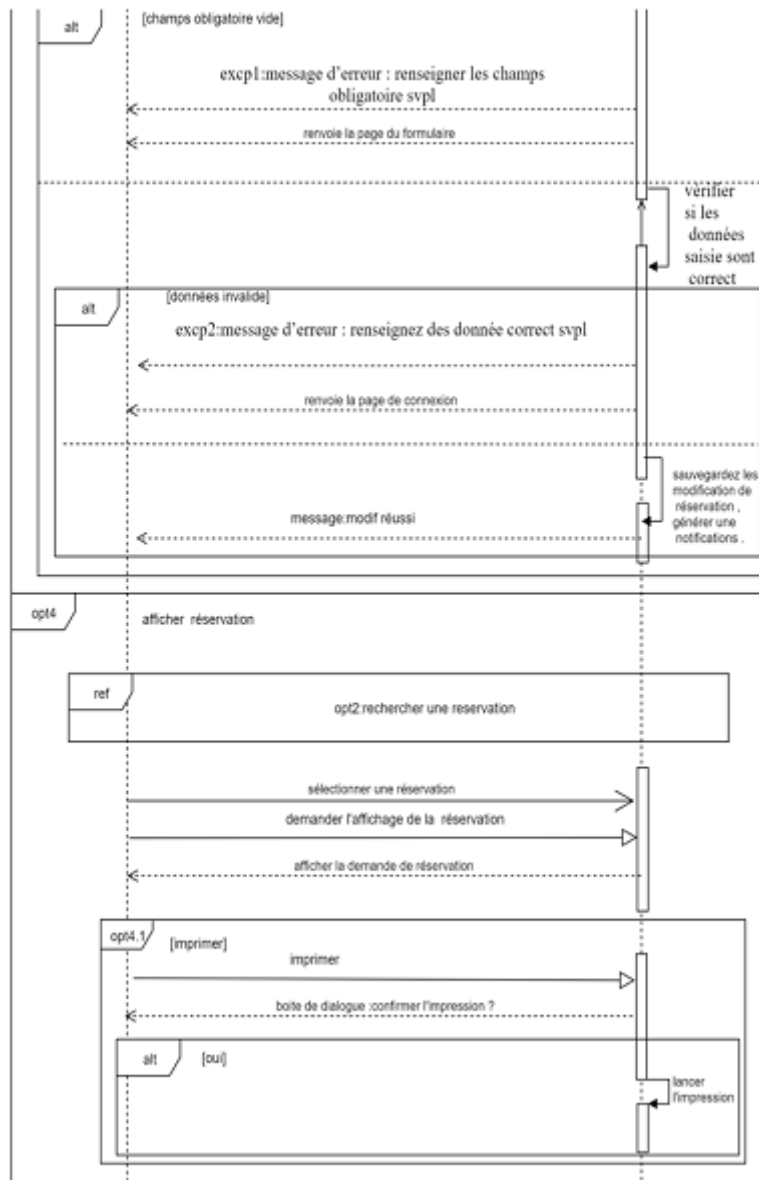 alt
[champs obligatoire vide]
excp1:message d'erreur : renseigner les champs
obligatoire svpl
renvoie la page du formulaire
vérifier
si les
données
saisie sont
correct
alt
[données invalide]
excp2:message d'erreur : renseignez des donnée correct svpl
renvoie la page de connexion
sauvegardez les
modification de
réservation ,
générer une
notifications .
message:modif réussi
opt4
afficher réservation
ref
opt2:rechercher une reservation
sélectionner une réservation
demander l'affichage de la réservation
afficher la demande de réservation
opt4.1
[imprimer]
imprimer
boite de dialogue :confirmer l'impression ?
alt
[oui]
lancer
l'impression